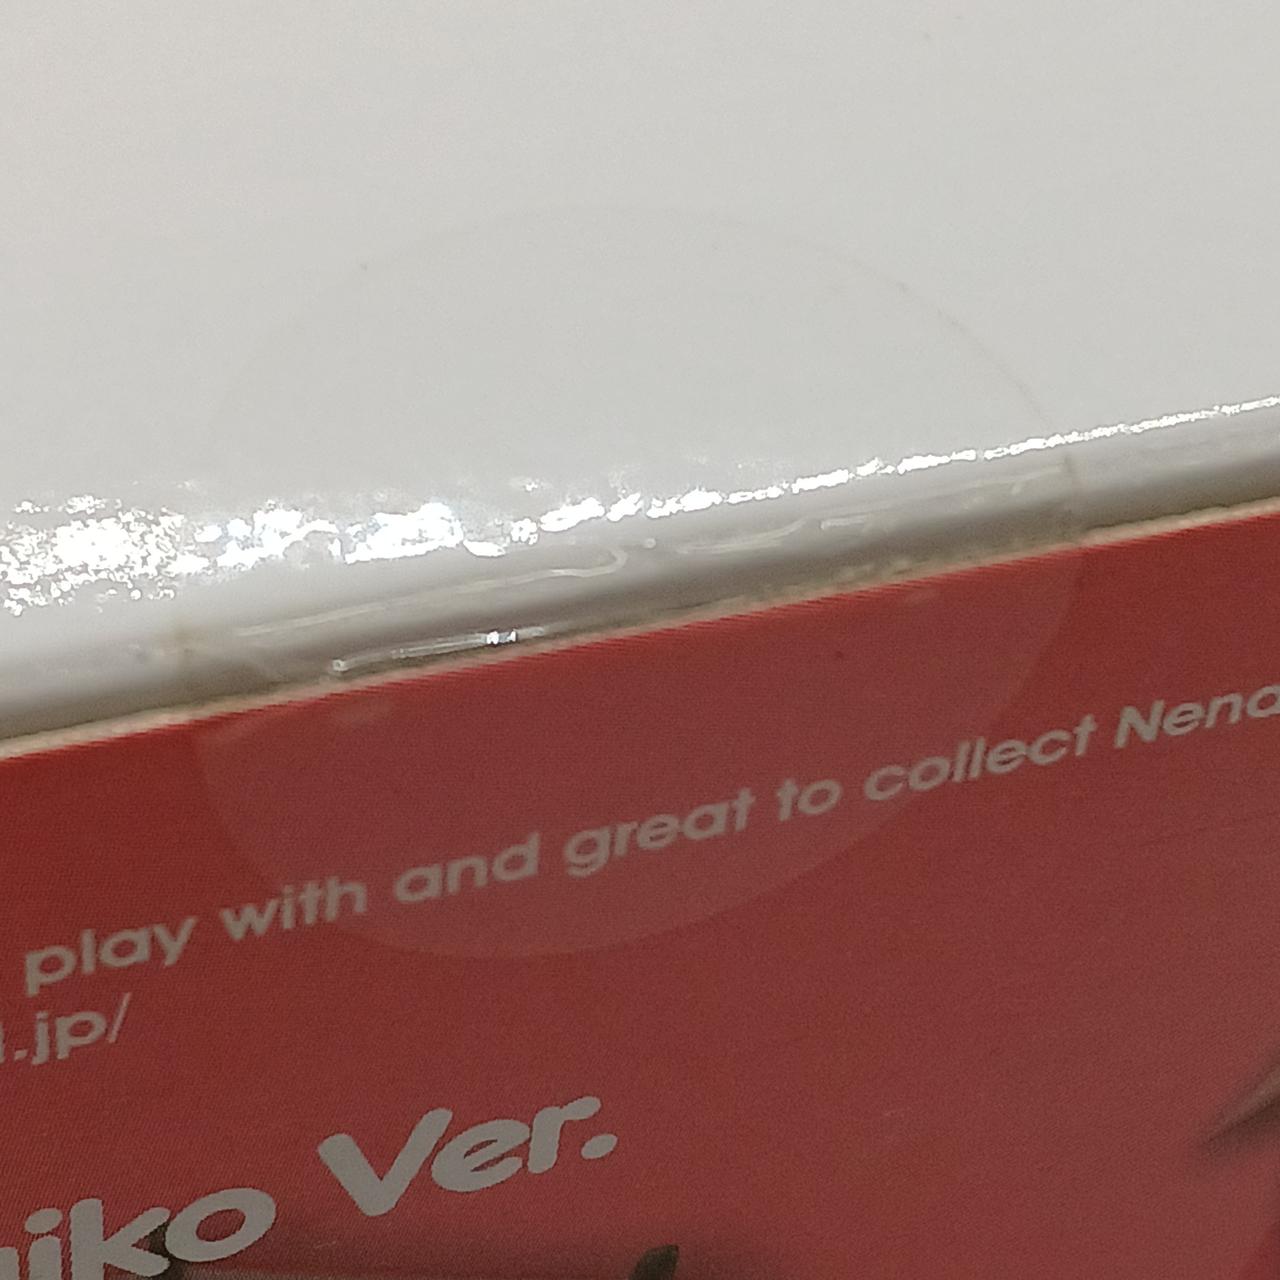 play with and great to collect Nend
.jp/
iko Ver.